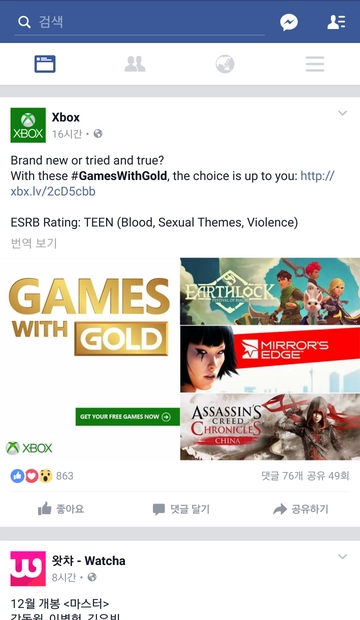 검색
Xbox
16시간 •
Brand new or tried and true?
With these #GamesWithGold, the choice is up to you: http://
xbx.lv/2cD5cbb
ESRB Rating: TEEN (Blood, Sexual Themes, Violence)
번역 보기
XBOX
GAMES
WITH GOLD
GET YOUR FREE GAMES NOW
XBOX
EARTHLOCK
MIRROR'S
EDGE
ASSASSIN'S
CREED
CHRONICLES
CHINA
863
댓글 76개 공유 49회
좋아요
댓글 달기
공유하기
왓챠 - Watcha
8시간 •
12월 개봉 <마스터>